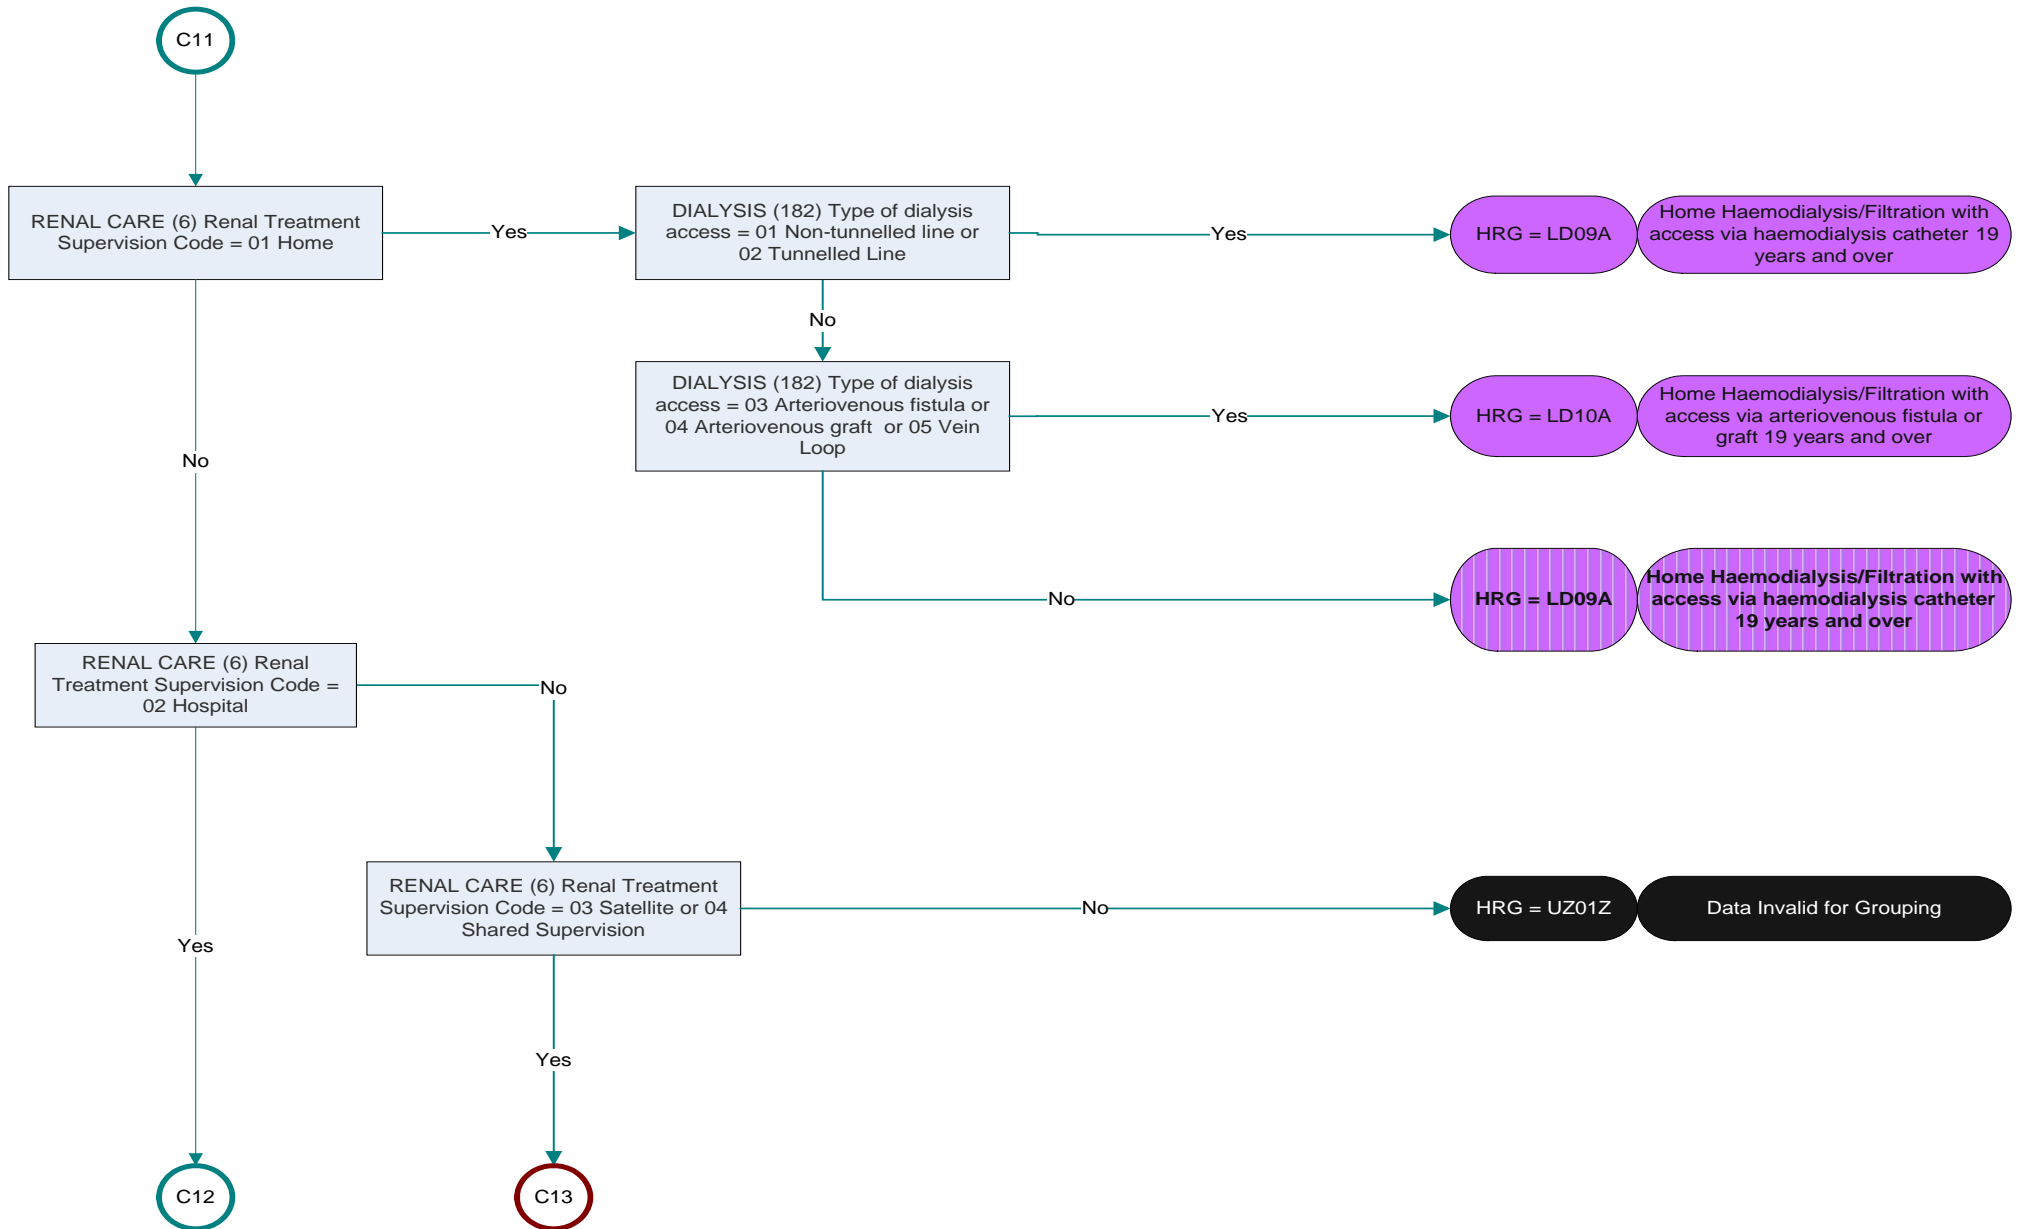 C11
RENAL CARE (6) Renal Treatment
Supervision Code = 01 Home
Yes
DIALYSIS (182) Type of dialysis
access = 01 Non-tunnelled line or
02 Tunnelled Line
Yes
HRG = LD09A
Home Haemodialysis/Filtration with
access via haemodialysis catheter 19
years and over
No
DIALYSIS (182) Type of dialysis
access = 03 Arteriovenous fistula or
04 Arteriovenous graft  or 05 Vein
Loop
Yes
HRG = LD10A
Home Haemodialysis/Filtration with
access via arteriovenous fistula or
graft 19 years and over
No
No
HRG = LD09A
Home Haemodialysis/Filtration with
access via haemodialysis catheter
19 years and over
RENAL CARE (6) Renal
Treatment Supervision Code =
02 Hospital
No
RENAL CARE (6) Renal Treatment
Supervision Code = 03 Satellite or 04
Shared Supervision
No
HRG = UZ01Z
Data Invalid for Grouping
Yes
Yes
C12
C13